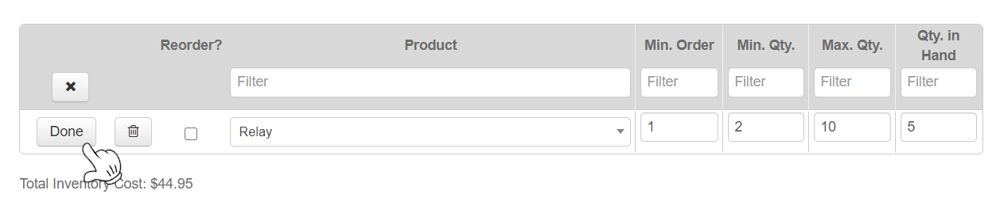 Reorder? Product Min. Order Min. Qty. Max. Qty. Qty. in Hand
Filter Filter Filter Filter Filter
Done Relay 1 2 10 5
Total Inventory Cost: $44.95